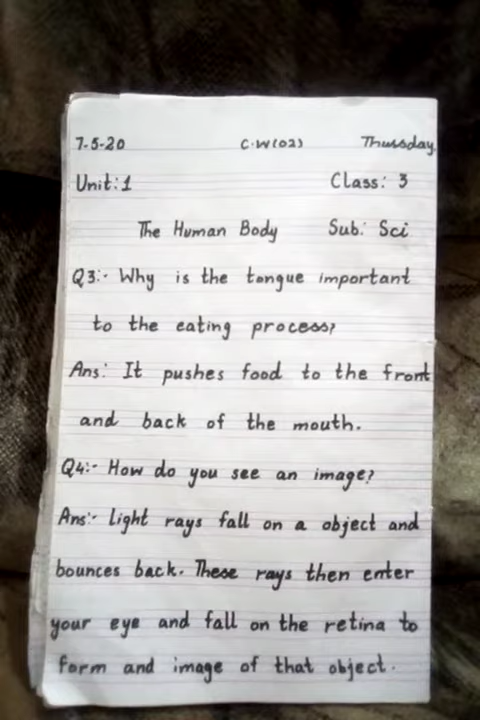 7-5-20 C.W(02) Thursday
Unit:1 Class: 3
The Human Body Sub: Sci
Q3:- Why is the tongue important
to the eating process?
Ans: It pushes food to the front
and back of the mouth.
Q4:- How do you see an image?
Ans:- light rays fall on a object and
bounces back. These rays then enter
your eye and fall on the retina to
form and image of that object.